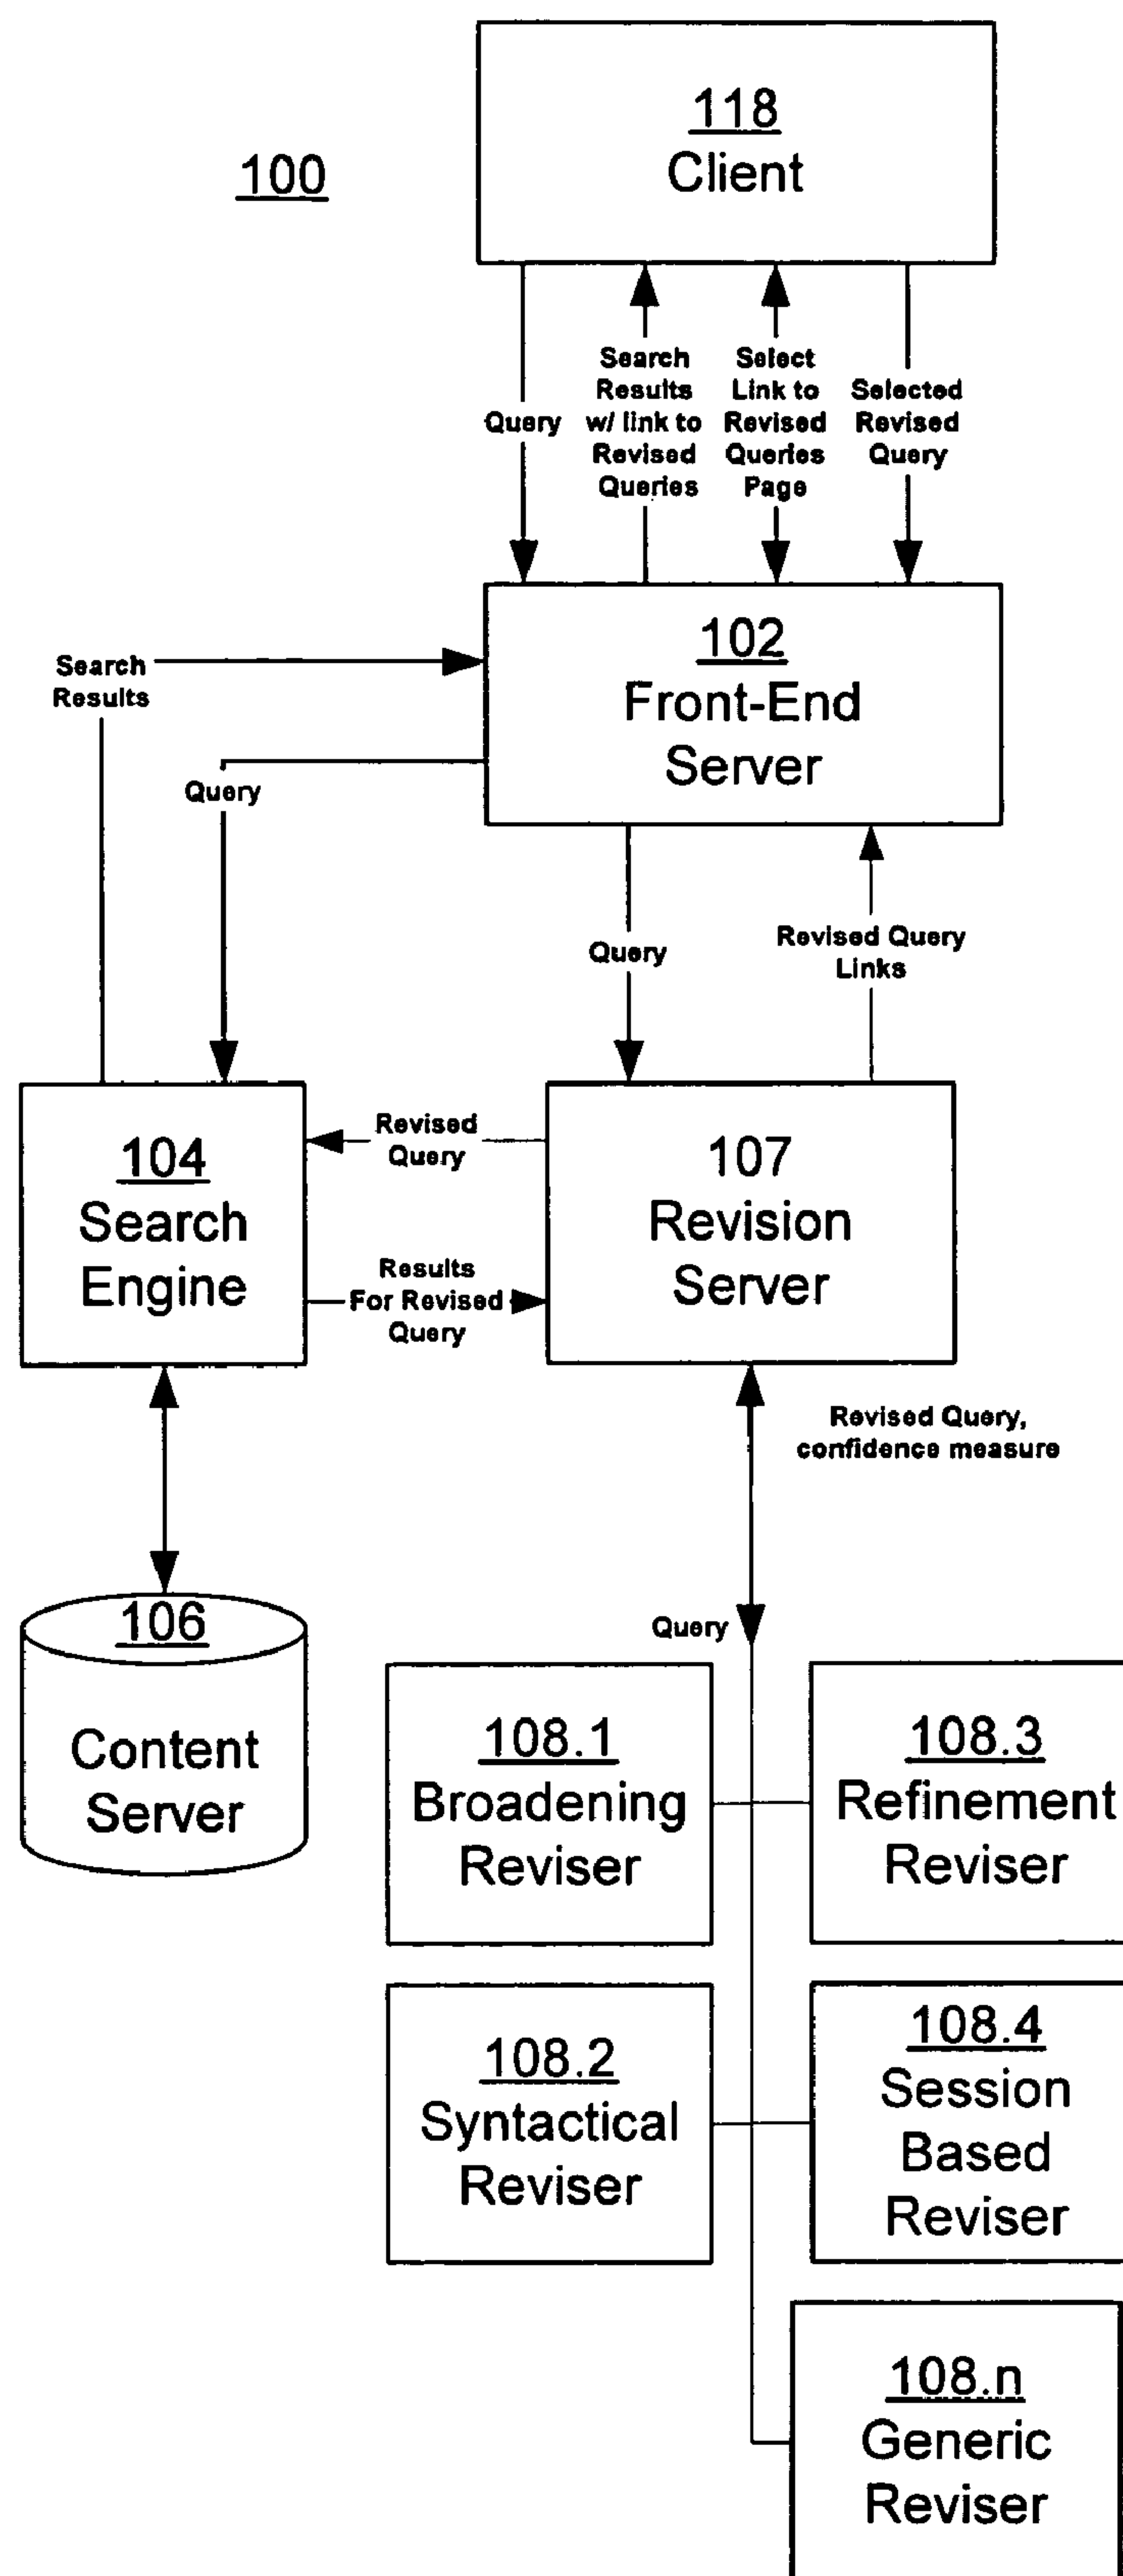 100
118
Client
Query
Search
Results
w/ link to
Revised
Queries
Select
Link to
Revised
Queries
Page
Selected
Revised
Query
Search
Results
Query
102
Front-End
Server
Query
Revised Query
Links
104
Search
Engine
Revised
Query
Results
For Revised
Query
107
Revision
Server
Revised Query,
confidence measure
Query
106
Content
Server
108.1
Broadening
Reviser
108.3
Refinement
Reviser
108.2
Syntactical
Reviser
108.4
Session
Based
Reviser
108.n
Generic
Reviser